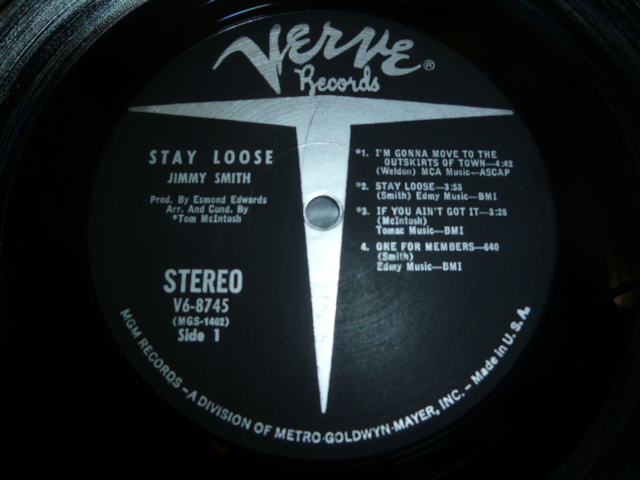 VERVE ®
Records
STAY LOOSE
JIMMY SMITH
Prod. By Esmond Edwards
Arr. And Cond. By
*Tom McIntosh
STEREO
V6-8745
(MGS-1462)
Side 1
*1. I'M GONNA MOVE TO THE
OUTSKIRTS OF TOWN—4:42
(Weldon) MCA Music—ASCAP
*2. STAY LOOSE—3:53
(Smith) Edmy Music—BMI
*3. IF YOU AIN'T GOT IT—3:28
(McIntosh)
Tomac Music—BMI
4. ONE FOR MEMBERS—640
(Smith)
Edmy Music—BMI
MGM RECORDS – A DIVISION OF METRO-GOLDWYN-MAYER, INC. – Made in U.S.A.